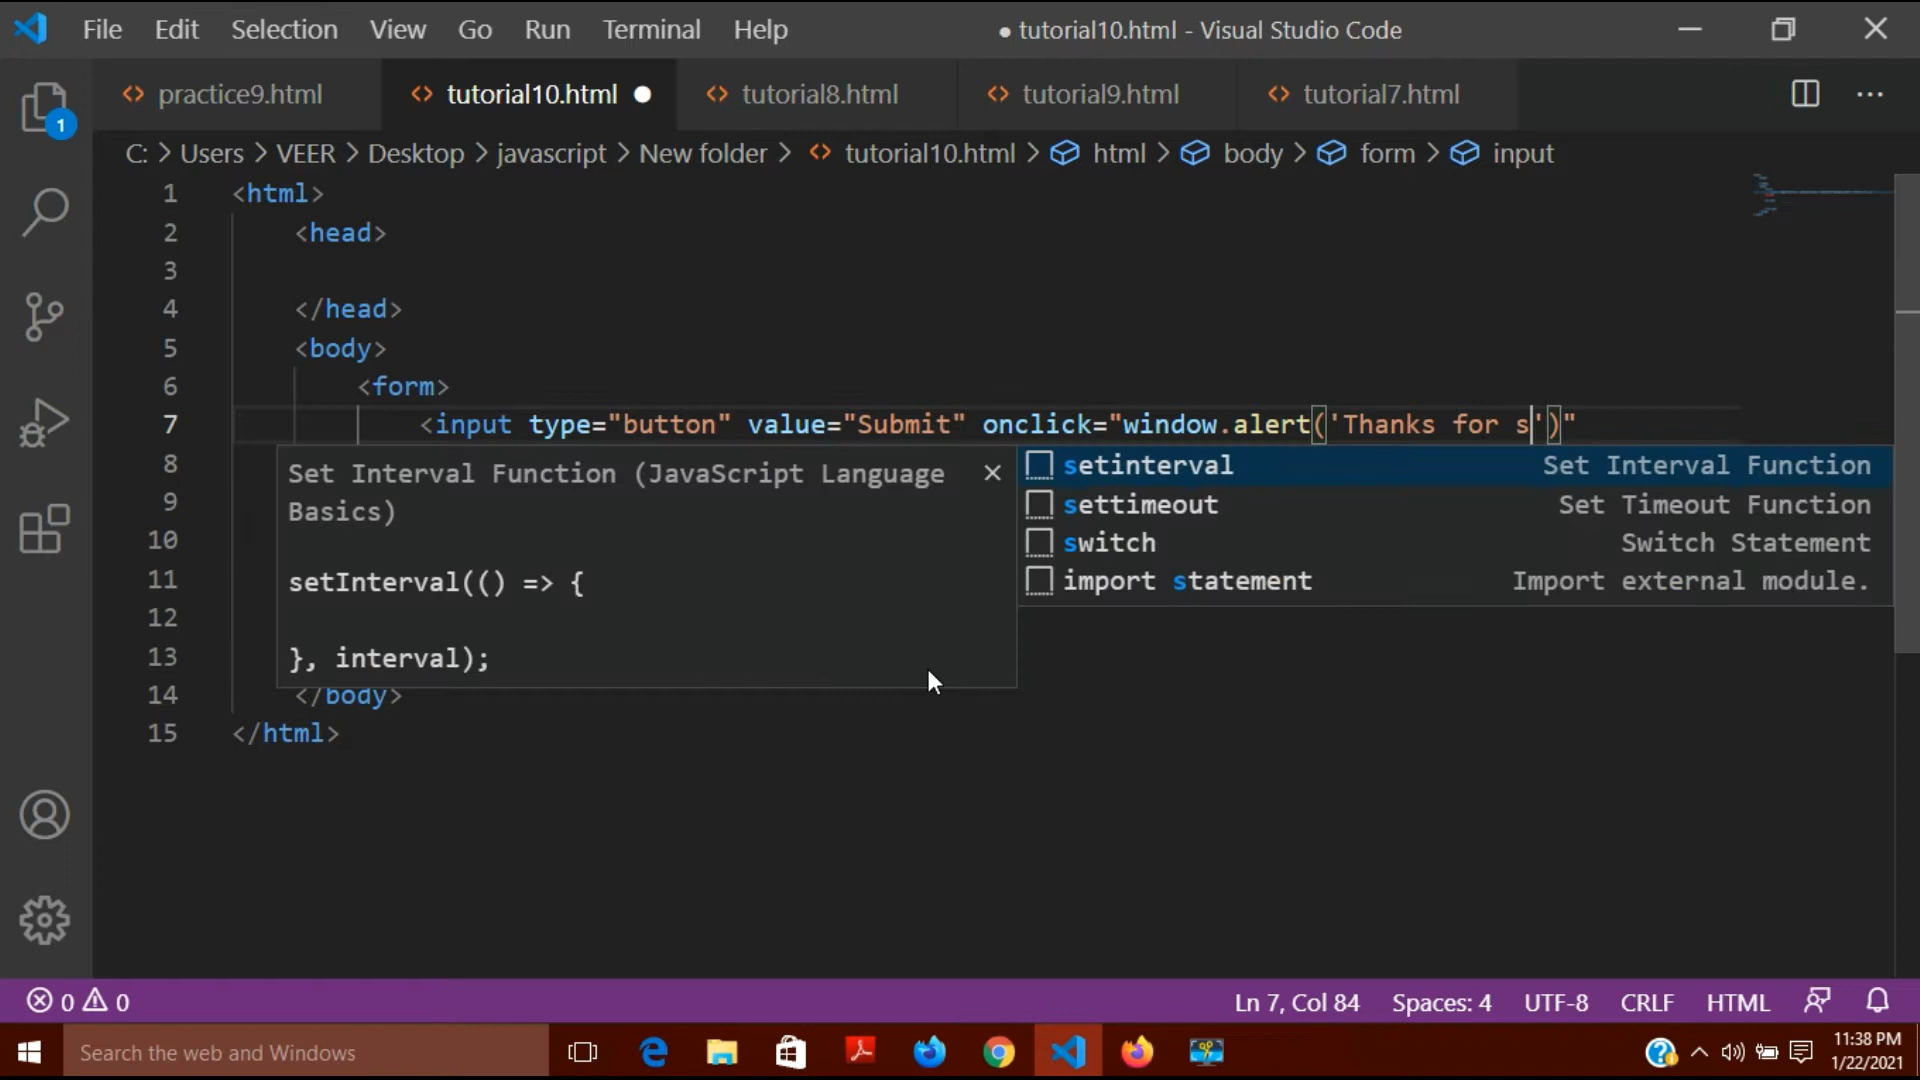 File Edit Selection View Go Run Terminal Help ● tutorial10.html - Visual Studio Code
practice9.html tutorial10.html ● tutorial8.html tutorial9.html tutorial7.html
1
C: > Users > VEER > Desktop > javascript > New folder > tutorial10.html > html > body > form > input
1 <html>
2 <head>
3
4 </head>
5 <body>
6 <form>
7 <input type="button" value="Submit" onclick="window.alert('Thanks for s')"
8
9
10
11
12
13
14 </body>
15 </html>
Set Interval Function (JavaScript Language
Basics)
setInterval(() => {
}, interval);
setinterval Set Interval Function
settimeout Set Timeout Function
switch Switch Statement
import statement Import external module.
0 0 Ln 7, Col 84 Spaces: 4 UTF-8 CRLF HTML
Search the web and Windows
11:38 PM
1/22/2021